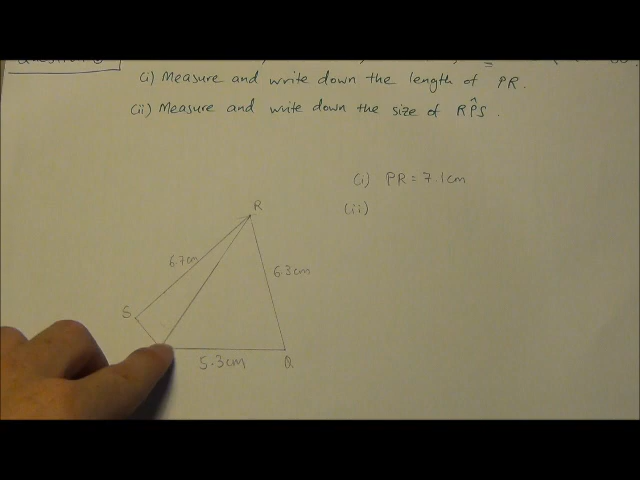 (i) Measure and write down the length of PR.
(ii) Measure and write down the size of RP̂S.
(i) PR = 7.1cm
(ii)
R
6.7cm
6.3cm
S
5.3cm Q